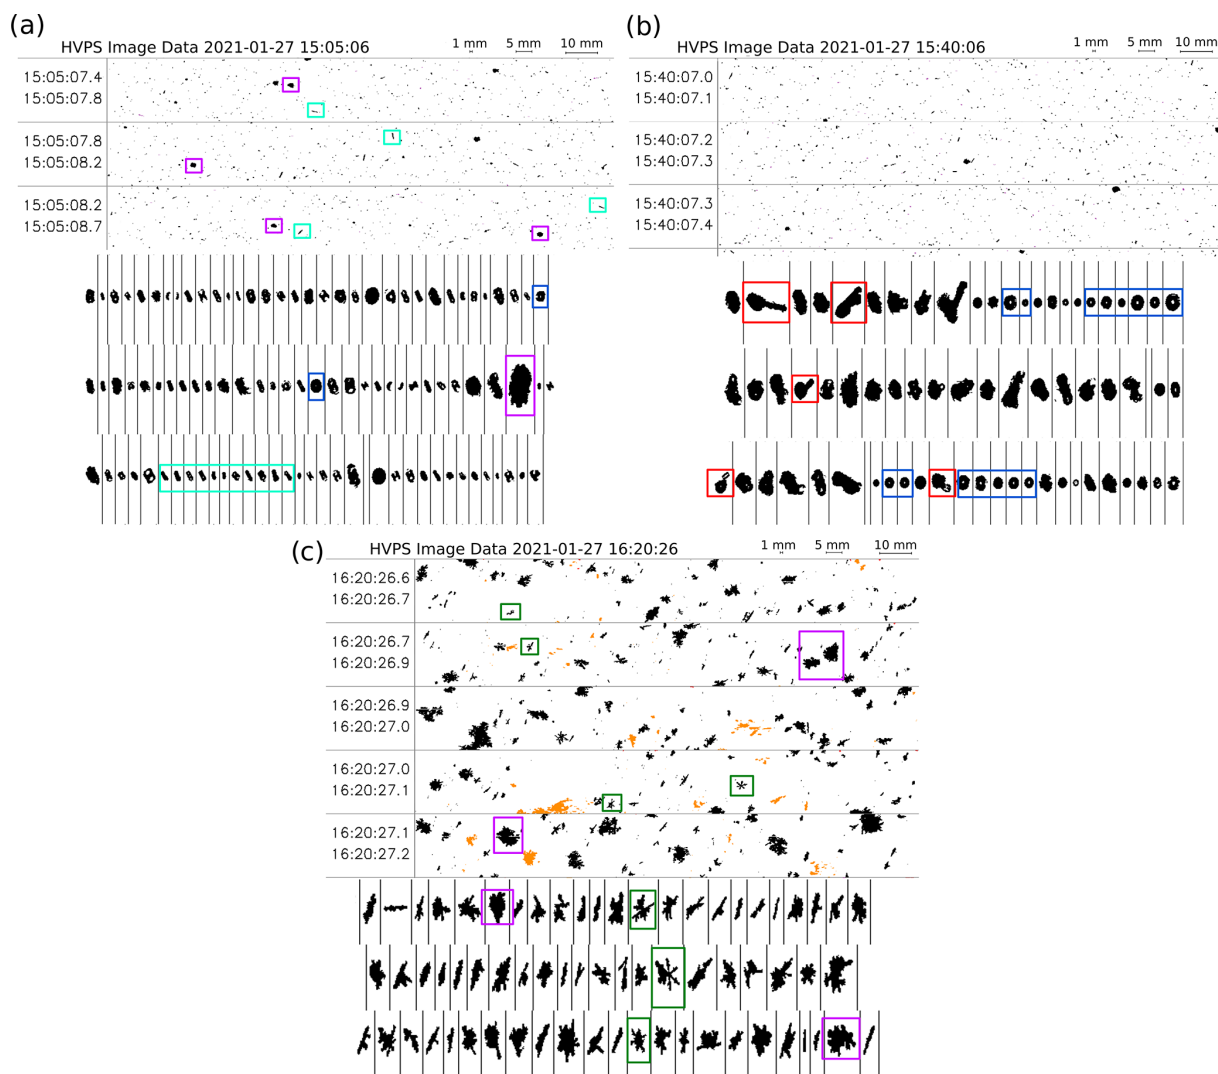 (a)
HVPS Image Data 2021-01-27 15:05:06
1 mm 5 mm 10 mm
15:05:07.4
15:05:07.8
15:05:07.8
15:05:08.2
15:05:08.2
15:05:08.7
(b)
HVPS Image Data 2021-01-27 15:40:06
1 mm 5 mm 10 mm
15:40:07.0
15:40:07.1
15:40:07.2
15:40:07.3
15:40:07.3
15:40:07.4
(c)
HVPS Image Data 2021-01-27 16:20:26
1 mm 5 mm 10 mm
16:20:26.6
16:20:26.7
16:20:26.7
16:20:26.9
16:20:26.9
16:20:27.0
16:20:27.0
16:20:27.1
16:20:27.1
16:20:27.2